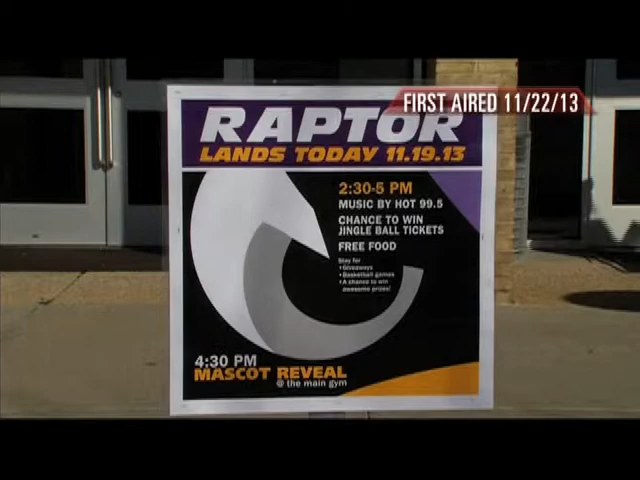 FIRST AIRED 11/22/13
RAPTOR
LANDS TODAY 11.19.13
2:30-5 PM
MUSIC BY HOT 99.5
CHANCE TO WIN
JINGLE BALL TICKETS
FREE FOOD
Stay for
• Giveaways
• Basketball games
• A chance to win
awesome prizes!
4:30 PM
MASCOT REVEAL
@ the main gym